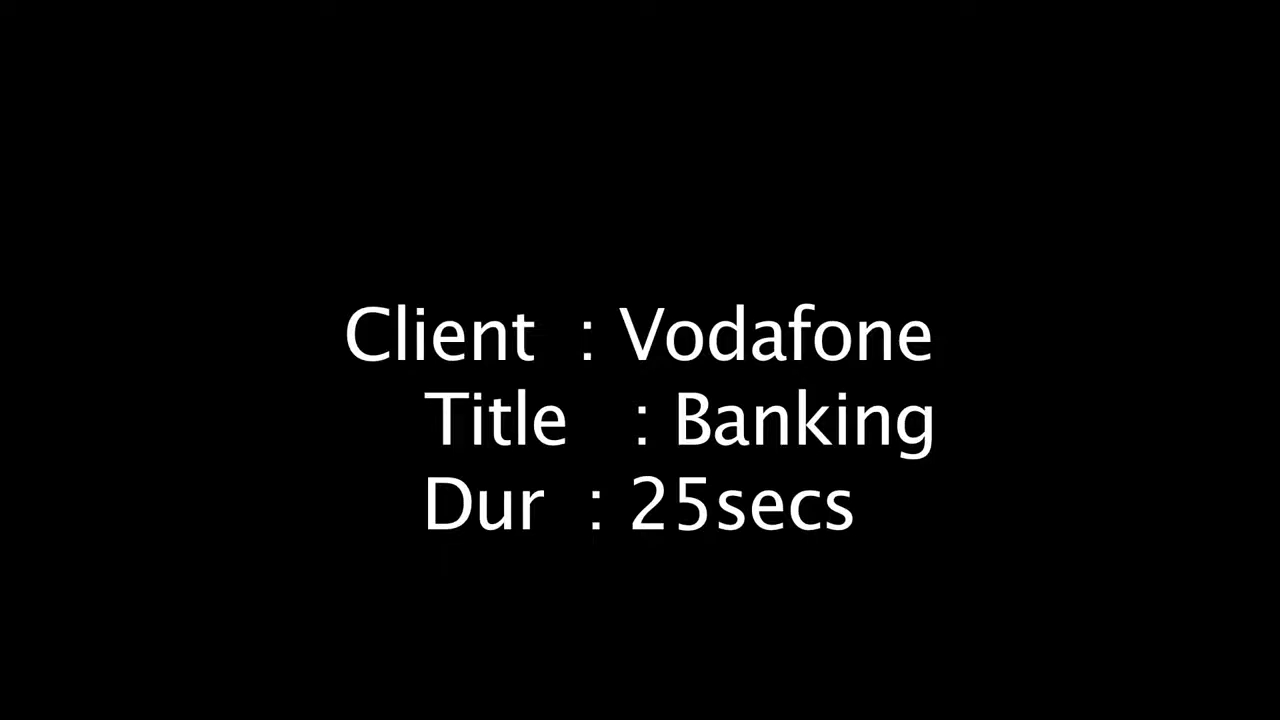 Client : Vodafone
Title : Banking
Dur : 25secs